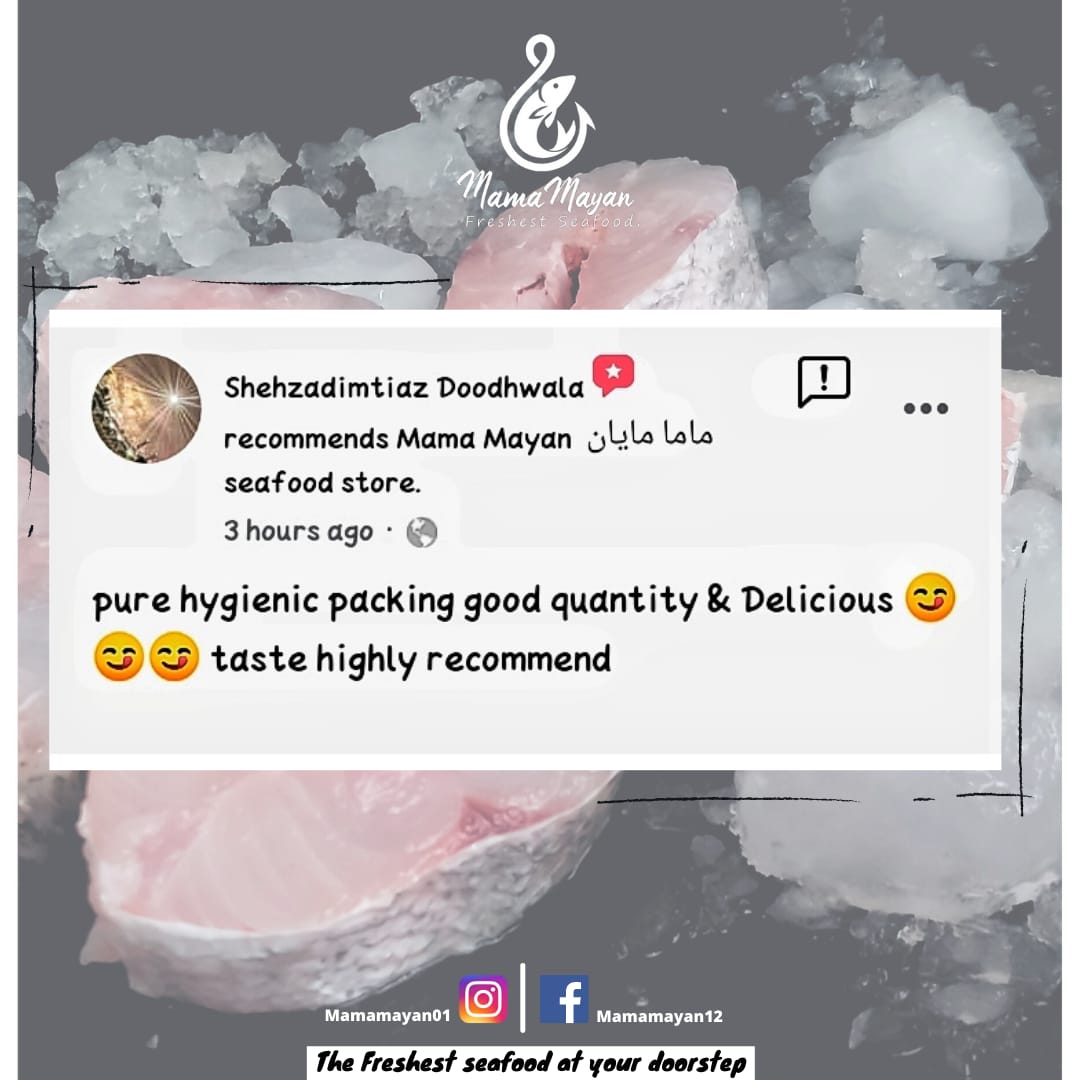 Mama Mayan
Freshest Seafood.
Shehzadimtiaz Doodhwala
recommends Mama Mayan ماما مایان
seafood store.
3 hours ago ·
pure hygienic packing good quantity & Delicious 😋
😋😋 taste highly recommend
Mamamayan01
Mamamayan12
The Freshest seafood at your doorstep